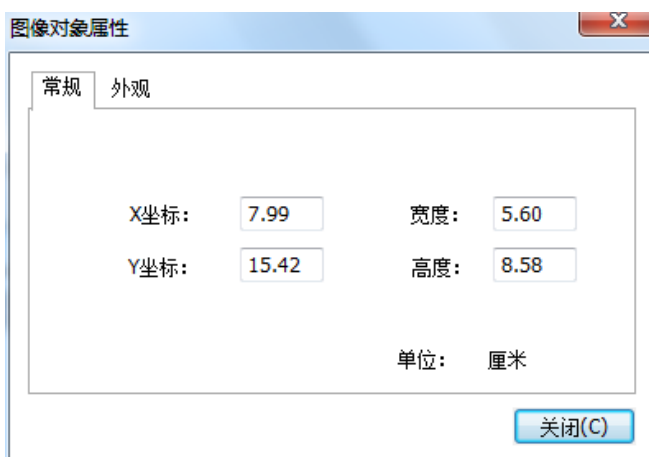 图像对象属性
常规 外观
X坐标： 7.99 宽度： 5.60
Y坐标： 15.42 高度： 8.58
单位： 厘米
关闭(C)